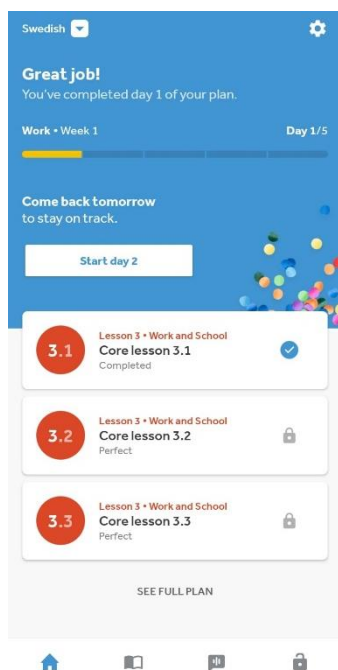 Swedish
Great job!
You've completed day 1 of your plan.
Work • Week 1 Day 1/5
Come back tomorrow
to stay on track.
Start day 2
3.1
Lesson 3 • Work and School
Core lesson 3.1
Completed
3.2
Lesson 3 • Work and School
Core lesson 3.2
Perfect
3.3
Lesson 3 • Work and School
Core lesson 3.3
Perfect
SEE FULL PLAN